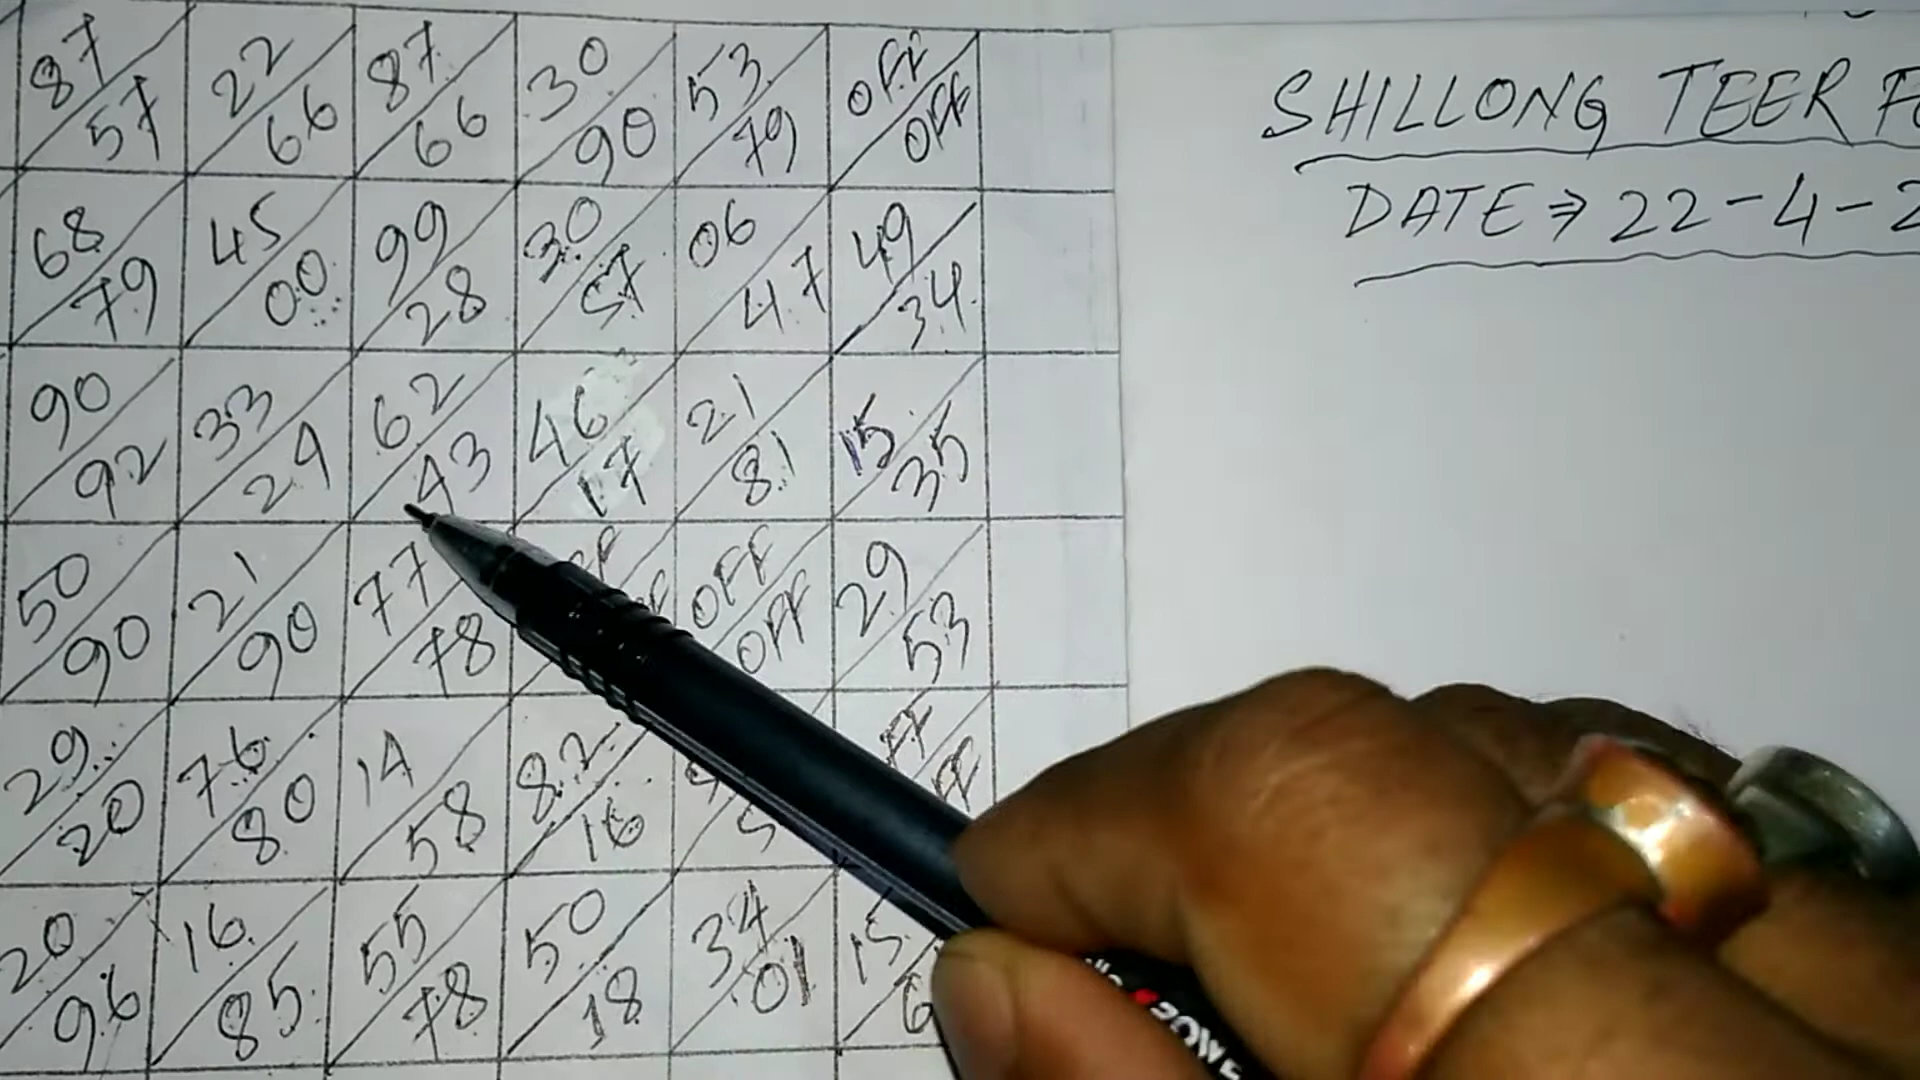 87 22 87 30 53 OFF
57 66 66 90 79 OFF
68 45 99 30 06 49
79 00 28 57 47 34
90 33 62 46 21 15
92 29 43 17 81 35
50 21 77 OFF 29
90 90 78 OFF 53
29 76 14 82
20 80 58 16
20 16 55 50 34 15
96 85 78 18 01
SHILLONG TEER
DATE ⇒ 22-4-2
POWE